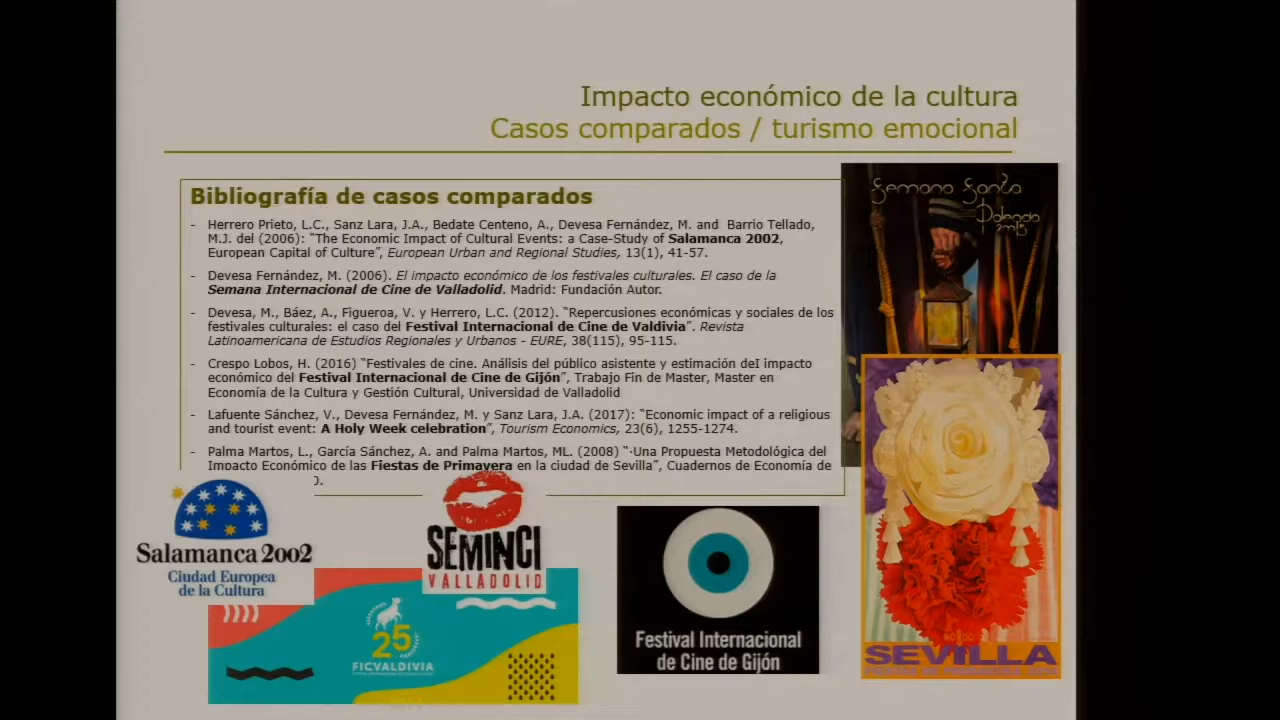 Impacto económico de la cultura
Casos comparados / turismo emocional
Bibliografía de casos comparados
- Herrero Prieto, L.C., Sanz Lara, J.A., Bedate Centeno, A., Devesa Fernández, M. and Barrio Tellado,
M.J. del (2006): “The Economic Impact of Cultural Events: a Case-Study of Salamanca 2002,
European Capital of Culture”, European Urban and Regional Studies, 13(1), 41-57.
- Devesa Fernández, M. (2006). El impacto económico de los festivales culturales. El caso de la
Semana Internacional de Cine de Valladolid. Madrid: Fundación Autor.
- Devesa, M., Báez, A., Figueroa, V. y Herrero, L.C. (2012). “Repercusiones económicas y sociales de los
festivales culturales: el caso del Festival Internacional de Cine de Valdivia”. Revista
Latinoamericana de Estudios Regionales y Urbanos - EURE, 38(115), 95-115.
- Crespo Lobos, H. (2016) “Festivales de cine. Análisis del público asistente y estimación del impacto
económico del Festival Internacional de Cine de Gijón”, Trabajo Fin de Master, Master en
Economía de la Cultura y Gestión Cultural, Universidad de Valladolid
- Lafuente Sánchez, V., Devesa Fernández, M. y Sanz Lara, J.A. (2017): “Economic impact of a religious
and tourist event: A Holy Week celebration”, Tourism Economics, 23(6), 1255-1274.
- Palma Martos, L., García Sánchez, A. and Palma Martos, ML. (2008) “·Una Propuesta Metodológica del
Impacto Económico de las Fiestas de Primavera en la ciudad de Sevilla”, Cuadernos de Economía de
Semana Santa
Palencia
2015
Salamanca 2002
Ciudad Europea
de la Cultura
SEMINCI
VALLADOLID
25
FICVALDIVIA
Festival Internacional
de Cine de Gijón
NO DO
SEVILLA